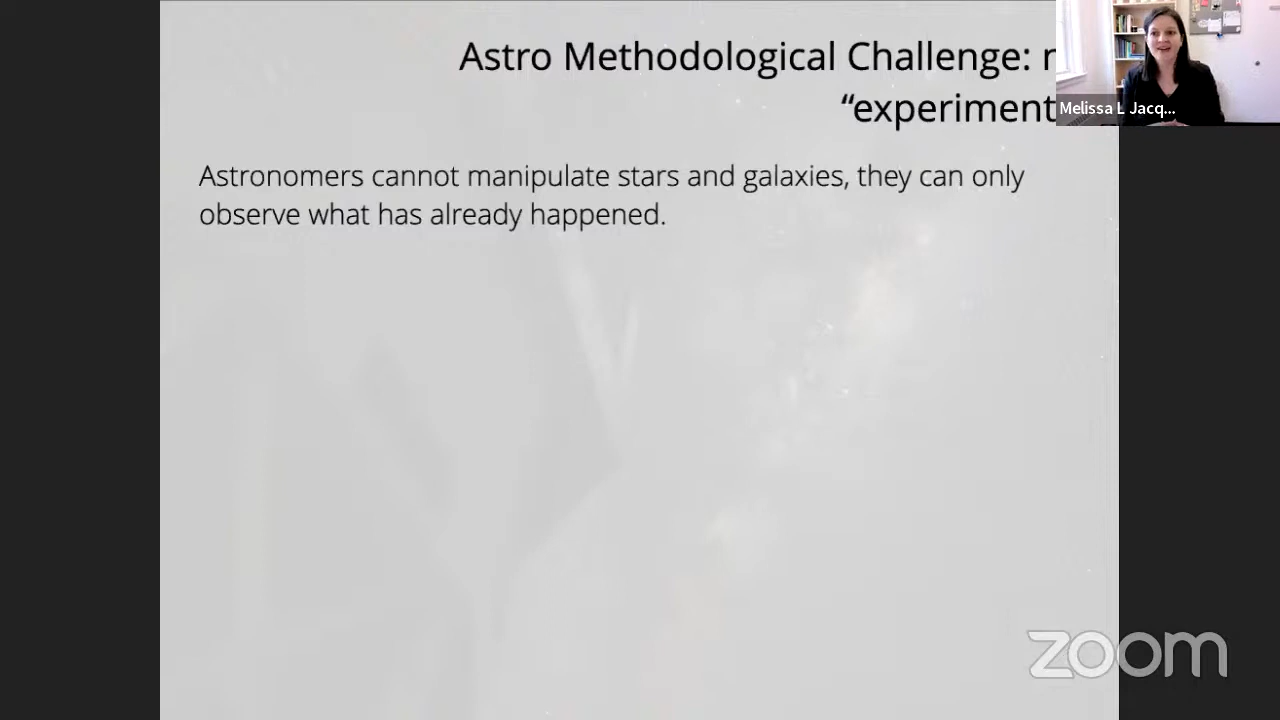 Astro Methodological Challenge:
“experiment
Melissa L Jacq...
Astronomers cannot manipulate stars and galaxies, they can only
observe what has already happened.
zoom